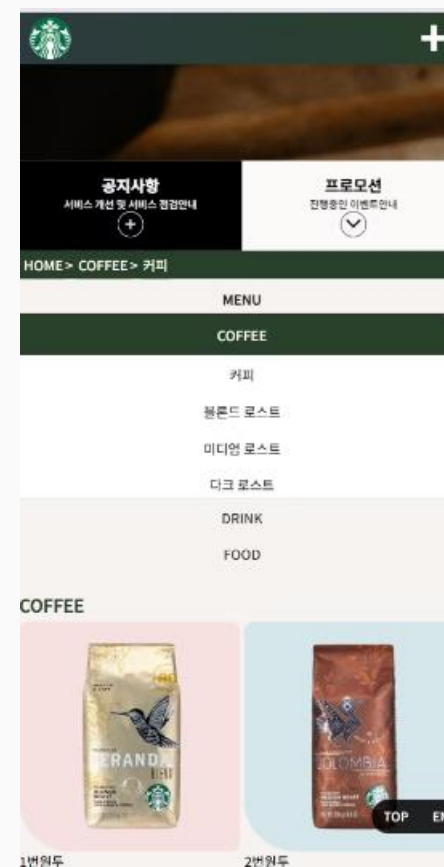 공지사항
서비스 개선 및 서비스 점검안내
프로모션
진행중인 이벤트안내
HOME> COFFEE> 커피
MENU
COFFEE
커피
블론드 로스트
미디엄 로스트
다크 로스트
DRINK
FOOD
COFFEE
ERANDA
BLEND
COLOMBIA
TOP
1번원두
2번원두